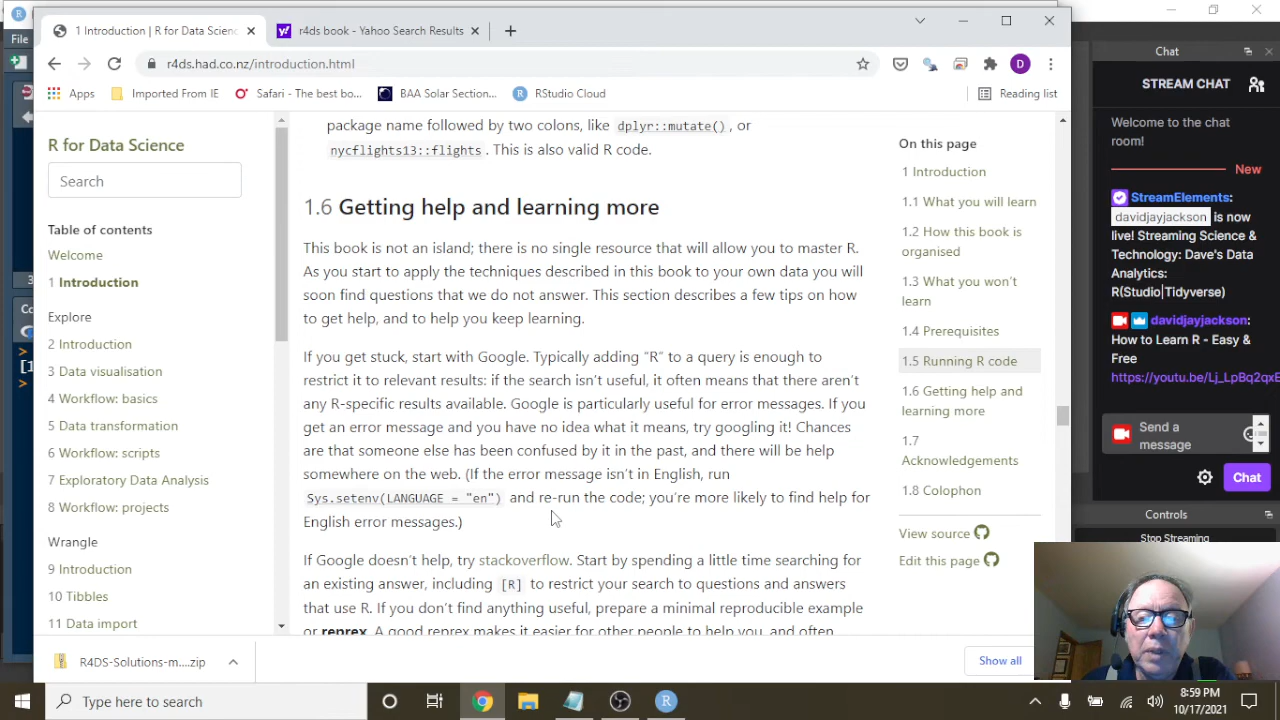 1 Introduction | R for Data Scienc
r4ds book - Yahoo Search Results
File
r4ds.had.co.nz/introduction.html
D
Apps
Imported From IE
Safari - The best bo...
BAA Solar Section...
RStudio Cloud
Reading list
R for Data Science
Search
Table of contents
Welcome
1 Introduction
Explore
2 Introduction
3 Data visualisation
4 Workflow: basics
5 Data transformation
6 Workflow: scripts
7 Exploratory Data Analysis
8 Workflow: projects
Wrangle
9 Introduction
10 Tibbles
11 Data import
package name followed by two colons, like dplyr::mutate(), or
nycflights13::flights. This is also valid R code.
1.6 Getting help and learning more
This book is not an island; there is no single resource that will allow you to master R.
As you start to apply the techniques described in this book to your own data you will
soon find questions that we do not answer. This section describes a few tips on how
to get help, and to help you keep learning.
If you get stuck, start with Google. Typically adding “R” to a query is enough to
restrict it to relevant results: if the search isn’t useful, it often means that there aren’t
any R-specific results available. Google is particularly useful for error messages. If you
get an error message and you have no idea what it means, try googling it! Chances
are that someone else has been confused by it in the past, and there will be help
somewhere on the web. (If the error message isn’t in English, run
Sys.setenv(LANGUAGE = "en") and re-run the code; you’re more likely to find help for
English error messages.)
If Google doesn’t help, try stackoverflow. Start by spending a little time searching for
an existing answer, including [R] to restrict your search to questions and answers
that use R. If you don’t find anything useful, prepare a minimal reproducible example
or reprex. A good reprex makes it easier for other people to help you, and often
On this page
1 Introduction
1.1 What you will learn
1.2 How this book is
organised
1.3 What you won’t
learn
1.4 Prerequisites
1.5 Running R code
1.6 Getting help and
learning more
1.7
Acknowledgements
1.8 Colophon
View source
Edit this page
Chat
STREAM CHAT
Welcome to the chat
room!
New
StreamElements:
davidjayjackson is now
live! Streaming Science &
Technology: Dave's Data
Analytics:
R(Studio|Tidyverse)
davidjayjackson:
How to Learn R - Easy &
Free
https://youtu.be/Lj_LpBq2qxE
Send a
message
Chat
Controls
Stop Streaming
R4DS-Solutions-m....zip
Show all
Type here to search
8:59 PM
10/17/2021